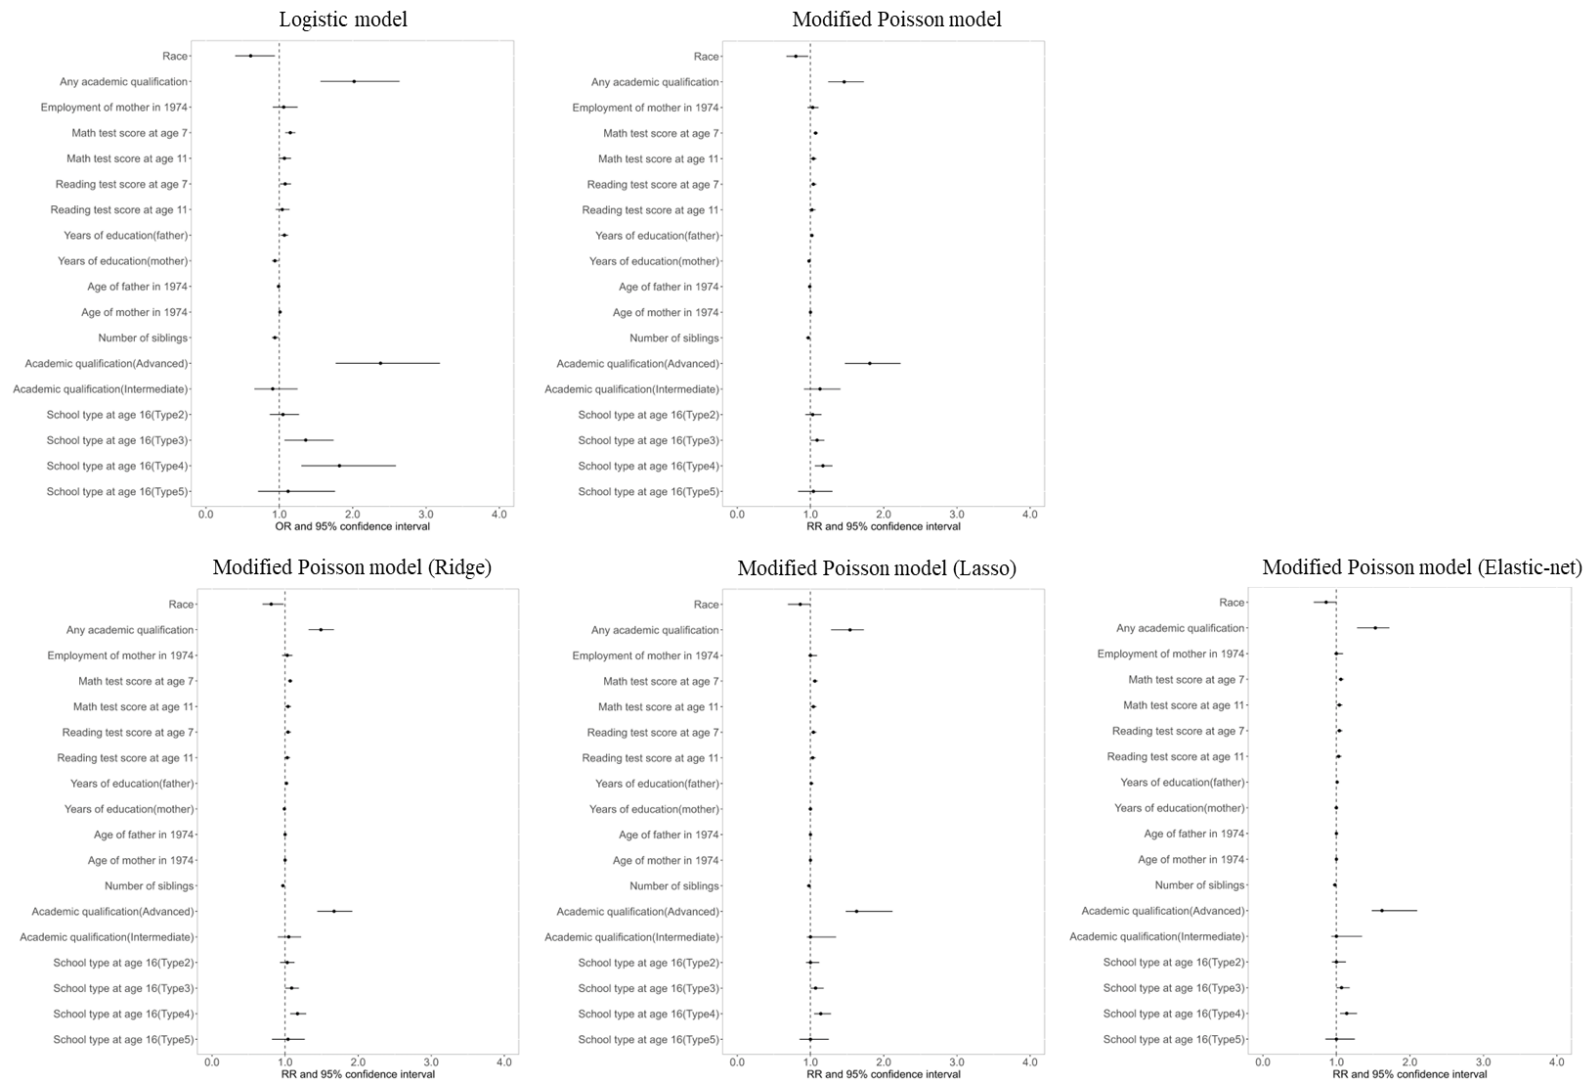 Logistic model
Race
Any academic qualification
Employment of mother in 1974
Math test score at age 7
Math test score at age 11
Reading test score at age 7
Reading test score at age 11
Years of education(father)
Years of education(mother)
Age of father in 1974
Age of mother in 1974
Number of siblings
Academic qualification(Advanced)
Academic qualification(Intermediate)
School type at age 16(Type2)
School type at age 16(Type3)
School type at age 16(Type4)
School type at age 16(Type5)
0.0 1.0 2.0 3.0 4.0
OR and 95% confidence interval
Modified Poisson model
Race
Any academic qualification
Employment of mother in 1974
Math test score at age 7
Math test score at age 11
Reading test score at age 7
Reading test score at age 11
Years of education(father)
Years of education(mother)
Age of father in 1974
Age of mother in 1974
Number of siblings
Academic qualification(Advanced)
Academic qualification(Intermediate)
School type at age 16(Type2)
School type at age 16(Type3)
School type at age 16(Type4)
School type at age 16(Type5)
0.0 1.0 2.0 3.0 4.0
RR and 95% confidence interval
Modified Poisson model (Ridge)
Race
Any academic qualification
Employment of mother in 1974
Math test score at age 7
Math test score at age 11
Reading test score at age 7
Reading test score at age 11
Years of education(father)
Years of education(mother)
Age of father in 1974
Age of mother in 1974
Number of siblings
Academic qualification(Advanced)
Academic qualification(Intermediate)
School type at age 16(Type2)
School type at age 16(Type3)
School type at age 16(Type4)
School type at age 16(Type5)
0.0 1.0 2.0 3.0 4.0
RR and 95% confidence interval
Modified Poisson model (Lasso)
Race
Any academic qualification
Employment of mother in 1974
Math test score at age 7
Math test score at age 11
Reading test score at age 7
Reading test score at age 11
Years of education(father)
Years of education(mother)
Age of father in 1974
Age of mother in 1974
Number of siblings
Academic qualification(Advanced)
Academic qualification(Intermediate)
School type at age 16(Type2)
School type at age 16(Type3)
School type at age 16(Type4)
School type at age 16(Type5)
0.0 1.0 2.0 3.0 4.0
RR and 95% confidence interval
Modified Poisson model (Elastic-net)
Race
Any academic qualification
Employment of mother in 1974
Math test score at age 7
Math test score at age 11
Reading test score at age 7
Reading test score at age 11
Years of education(father)
Years of education(mother)
Age of father in 1974
Age of mother in 1974
Number of siblings
Academic qualification(Advanced)
Academic qualification(Intermediate)
School type at age 16(Type2)
School type at age 16(Type3)
School type at age 16(Type4)
School type at age 16(Type5)
0.0 1.0 2.0 3.0 4.0
RR and 95% confidence interval